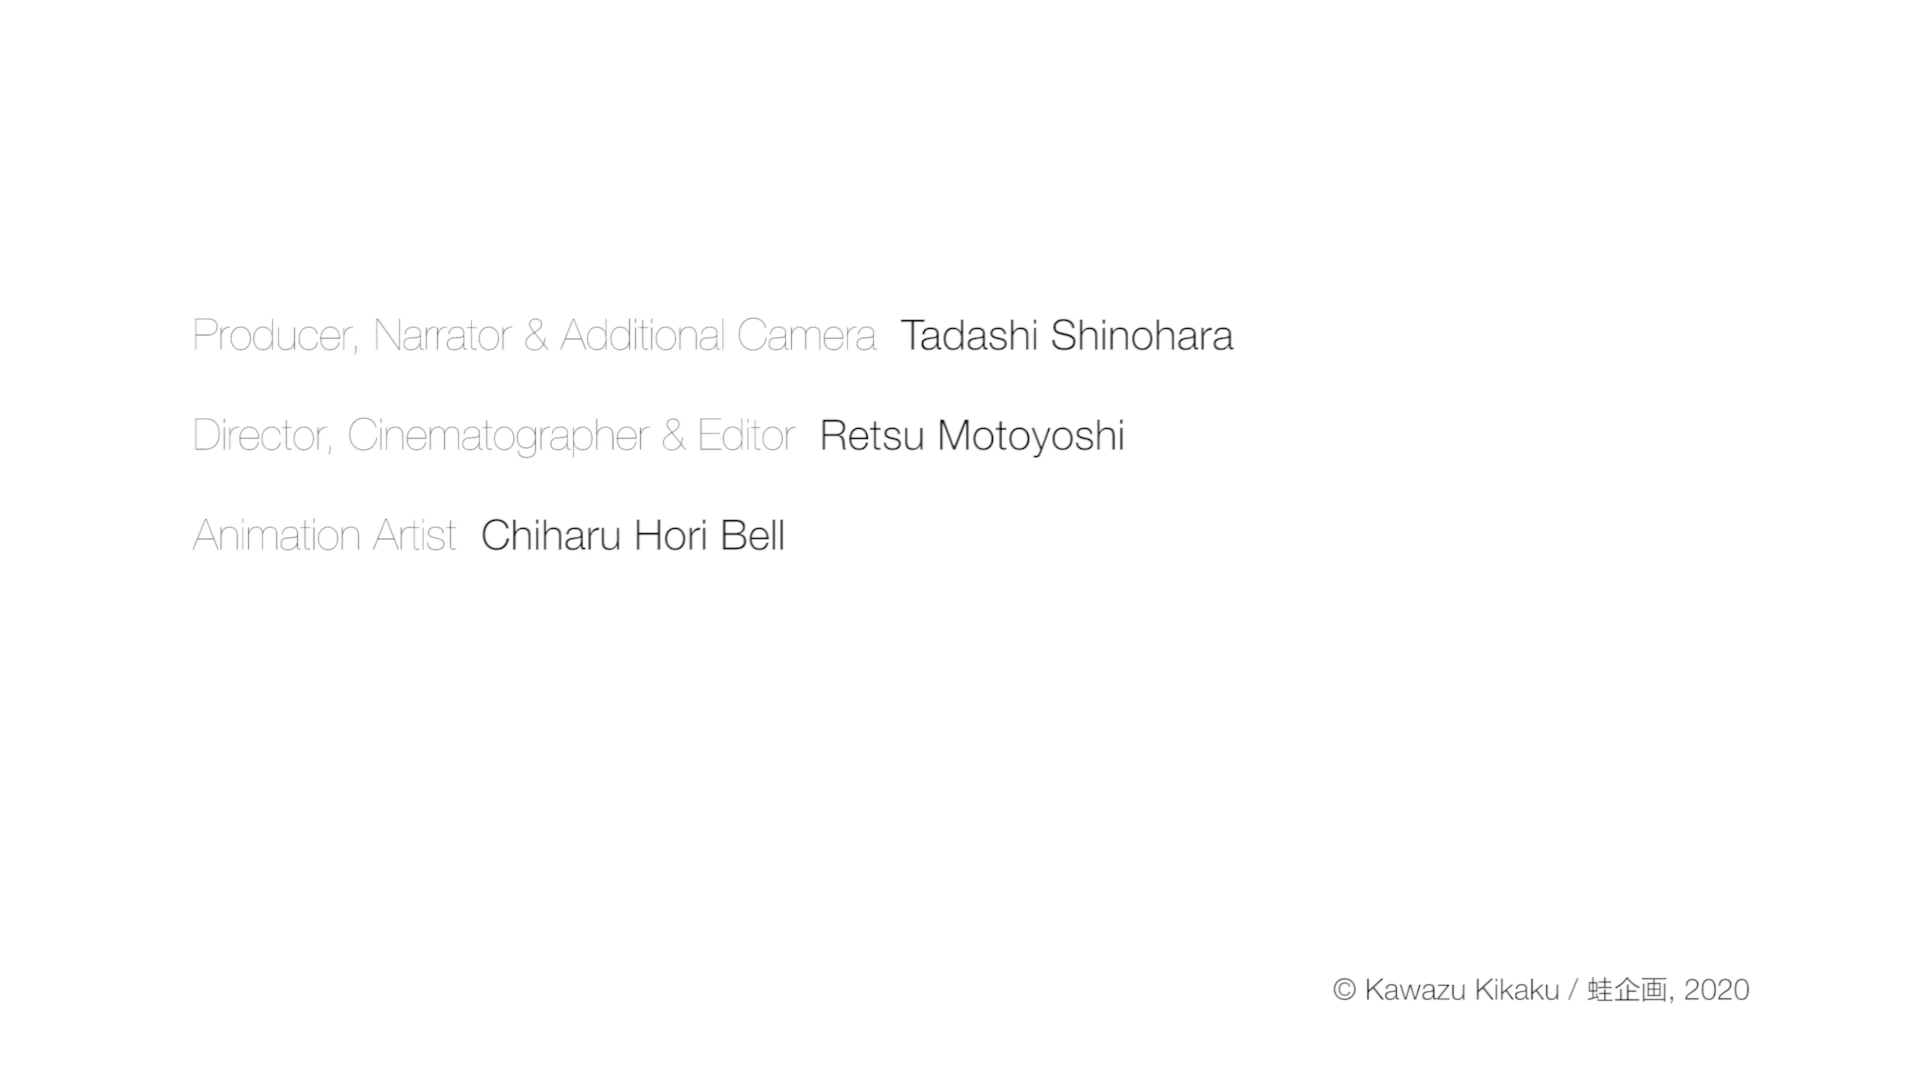 Producer, Narrator & Additional Camera Tadashi Shinohara
Director, Cinematographer & Editor Retsu Motoyoshi
Animation Artist Chiharu Hori Bell
© Kawazu Kikaku / 蛙企画, 2020